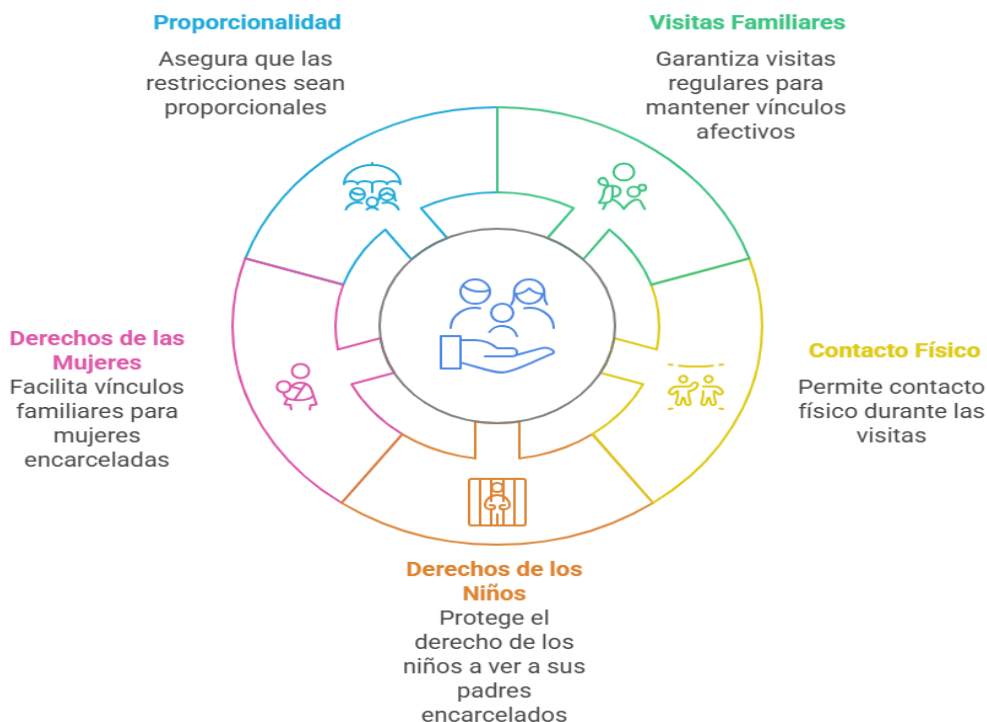 Proporcionalidad
Asegura que las
restricciones sean
proporcionales
Visitas Familiares
Garantiza visitas
regulares para
mantener vínculos
afectivos
Derechos de las
Mujeres
Facilita vínculos
familiares para
mujeres
encarceladas
Contacto Físico
Permite contacto
físico durante las
visitas
Derechos de los
Niños
Protege el
derecho de los
niños a ver a sus
padres
encarcelados